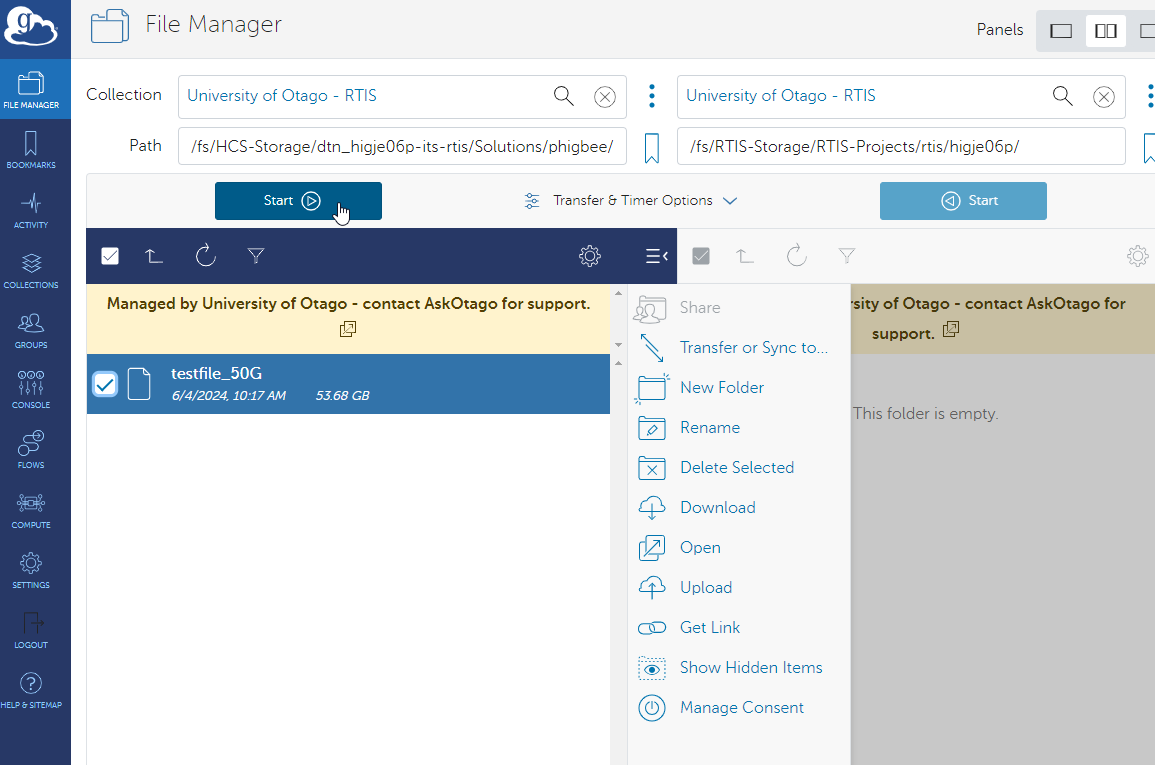 g
File Manager
Panels
FILE MANAGER
BOOKMARKS
ACTIVITY
COLLECTIONS
GROUPS
CONSOLE
FLOWS
COMPUTE
SETTINGS
LOGOUT
HELP & SITEMAP
Collection
University of Otago - RTIS
University of Otago - RTIS
Path
/fs/HCS-Storage/dtn_higje06p-its-rtis/Solutions/phigbee/
/fs/RTIS-Storage/RTIS-Projects/rtis/higje06p/
Start
Transfer & Timer Options
Start
Managed by University of Otago - contact AskOtago for support.
testfile_50G
6/4/2024, 10:17 AM 53.68 GB
Share
Transfer or Sync to...
New Folder
Rename
Delete Selected
Download
Open
Upload
Get Link
Show Hidden Items
Manage Consent
rsity of Otago - contact AskOtago for
support.
This folder is empty.